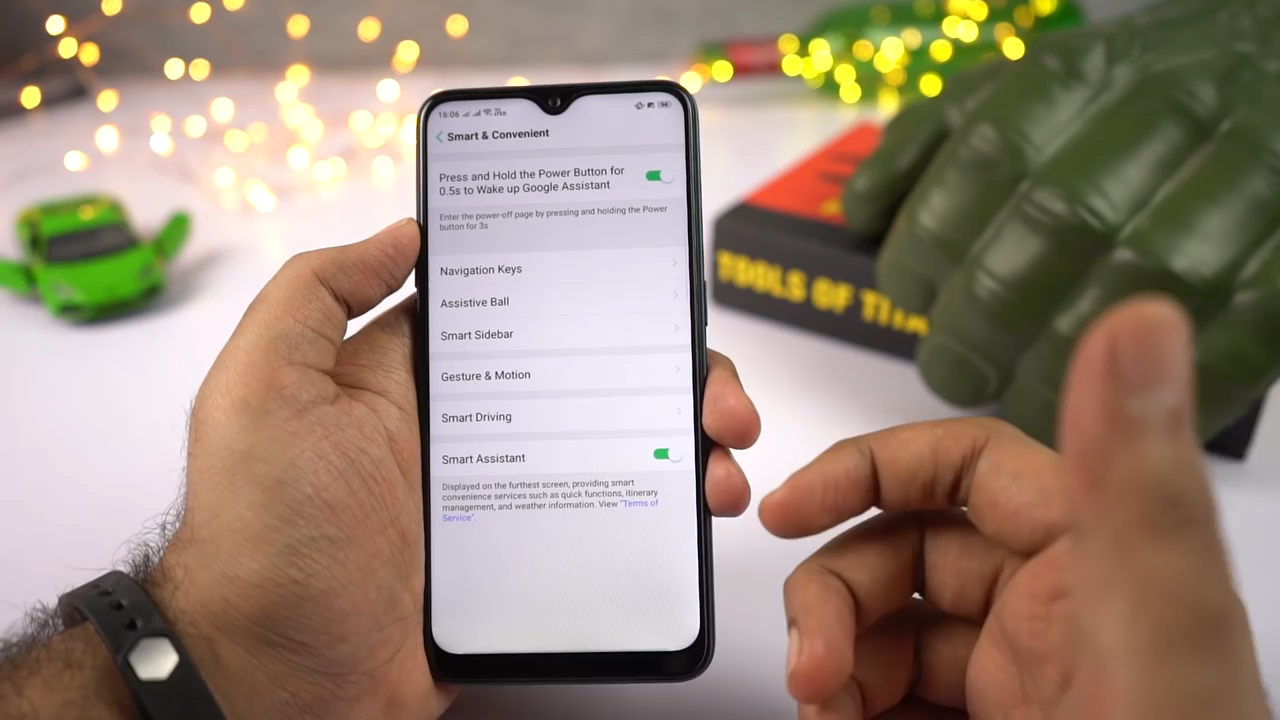 16:06
Smart & Convenient
Press and Hold the Power Button for
0.5s to Wake up Google Assistant
Enter the power-off page by pressing and holding the Power
button for 3s
Navigation Keys
Assistive Ball
Smart Sidebar
Gesture & Motion
Smart Driving
Smart Assistant
Displayed on the furthest screen, providing smart
convenience services such as quick functions, itinerary
management, and weather information. View "Terms of
Service".
TOOLS OF